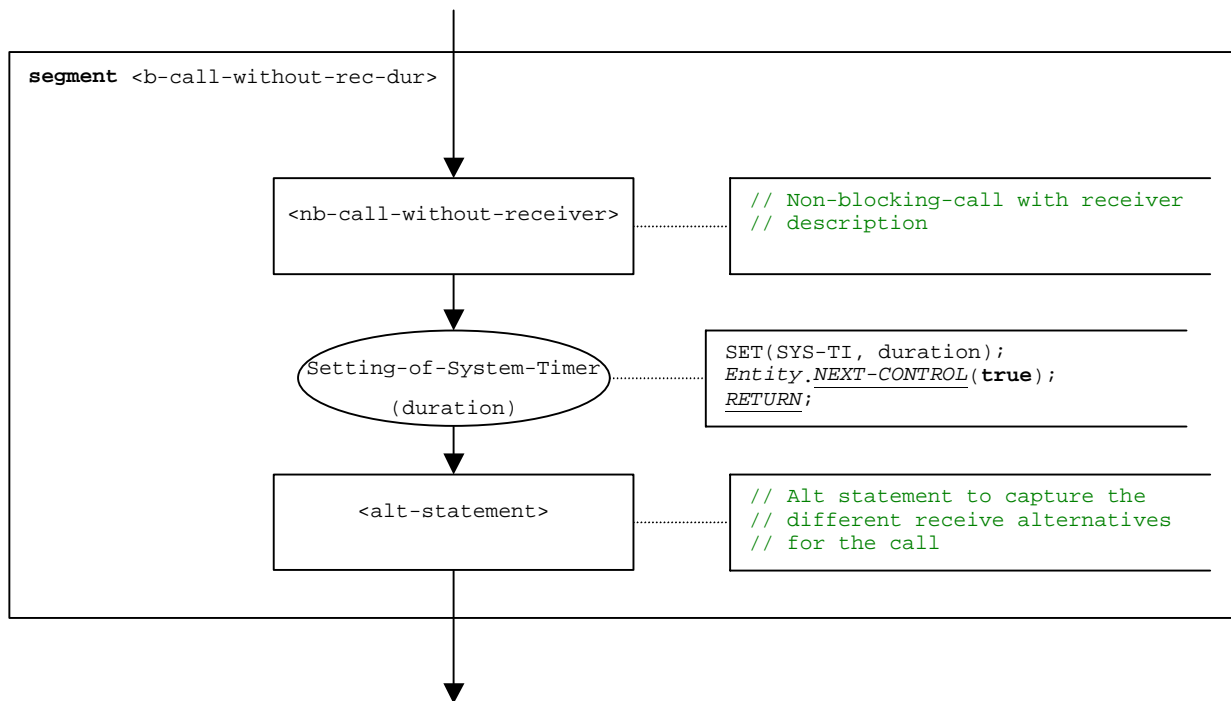 segment <b-call-without-rec-dur>
<nb-call-without-receiver>
// Non-blocking-call with receiver
// description
Setting-of-System-Timer
(duration)
SET(SYS-TI, duration);
Entity.NEXT-CONTROL(true);
RETURN;
<alt-statement>
// Alt statement to capture the
// different receive alternatives
// for the call